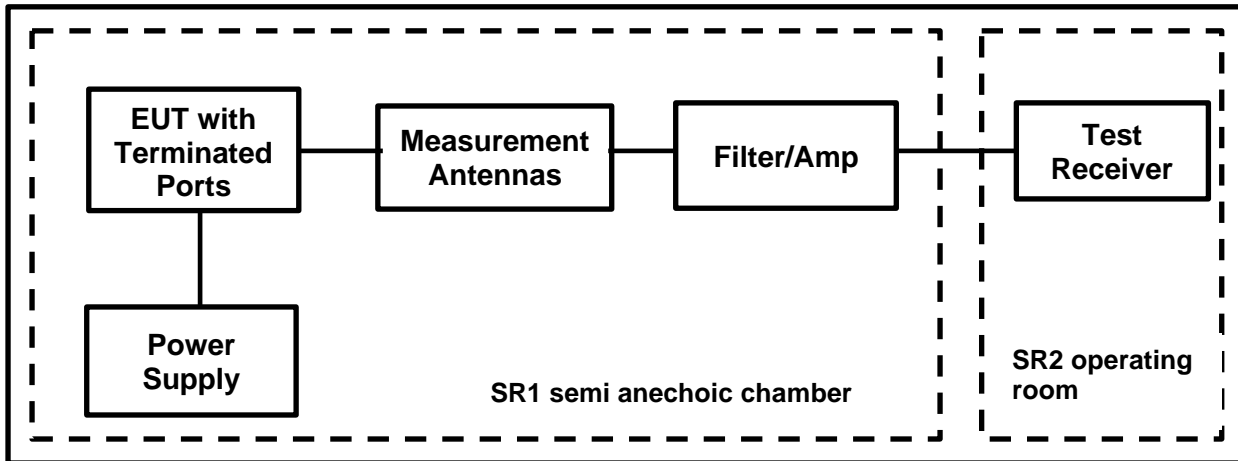 EUT with
Terminated
Ports
Measurement
Antennas
Filter/Amp
Test
Receiver
Power
Supply
SR1 semi anechoic chamber
SR2 operating
room